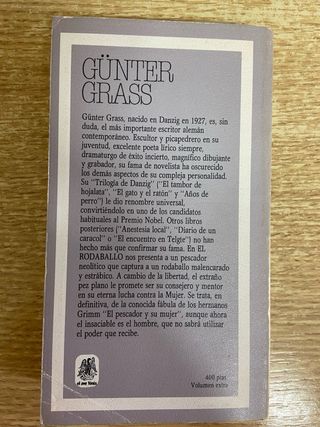 GÜNTER
GRASS
Günter Grass, nacido en Danzig en 1927, es, sin
duda, el más importante escritor alemán
contemporáneo. Escultor y picapedrero en su
juventud, excelente poeta lírico siempre,
dramaturgo de éxito incierto, magnífico dibujante
y grabador, su fama de novelista ha oscurecido
los demás aspectos de su compleja personalidad.
Su "Trilogía de Danzig" ("El tambor de
hojalata", "El gato y el ratón" y "Años de
perro") le dio renombre universal,
convirtiéndolo en uno de los candidatos
habituales al Premio Nobel. Otros libros
posteriores ("Anestesia local", "Diario de un
caracol" o "El encuentro en Telgte") no han
hecho más que confirmar su fama. En EL
RODABALLO nos presenta a un pescador
neolítico que captura a un rodaballo malencarado
y estrábico. A cambio de la libertad, el extraño
pez plano le promete ser su consejero y mentor
en su eterna lucha contra la Mujer. Se trata, en
definitiva, de la conocida fábula de los hermanos
Grimm "El pescador y su mujer", aunque ahora
el insaciable es el hombre, que no sabrá utilizar
el poder que recibe.
el ave fénix
400 ptas.
Volumen extra